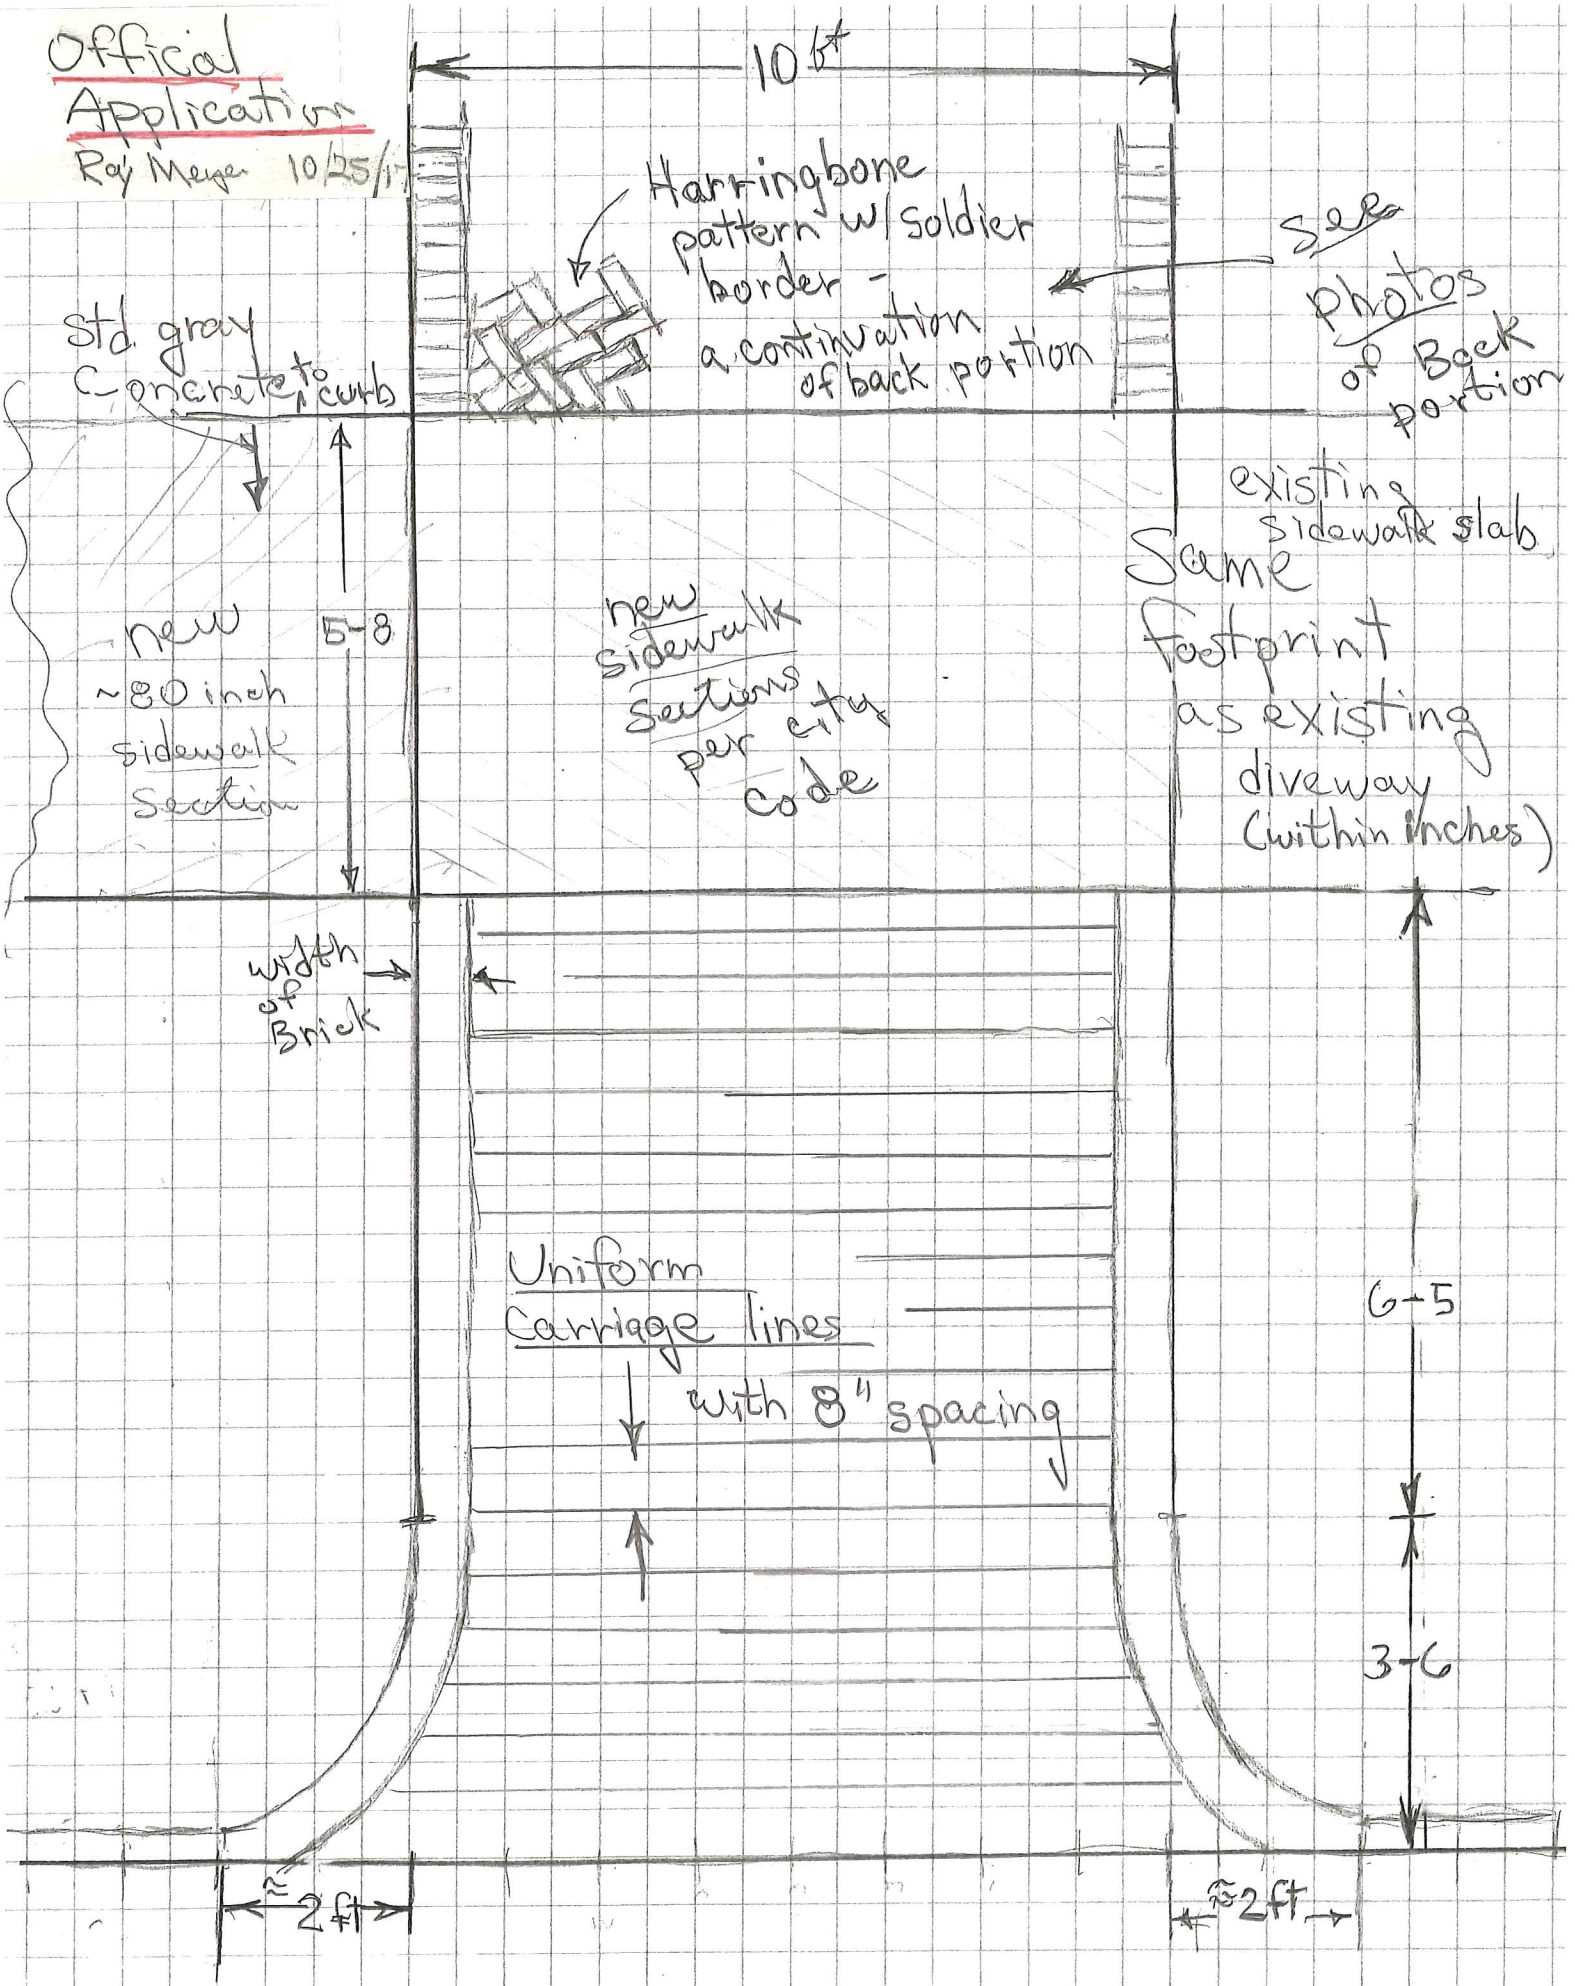 Offical
Application
Ray Meyer 10/25/1
10 ft
Harringbone
pattern w/ soldier
border -
a continuation
of back portion
See
photos
of Back
portion
Std. gray
Concrete to curb
existing
sidewalk slab
Same
footprint
as existing
diveway
(within inches)
new
~80 inch
sidewalk
Section
5-8
new
sidewalk
Sections
per city
code
width
of
Brick
Uniform
Carriage lines
with 8" spacing
6-5
3-6
≈
2 ft
≈2 ft